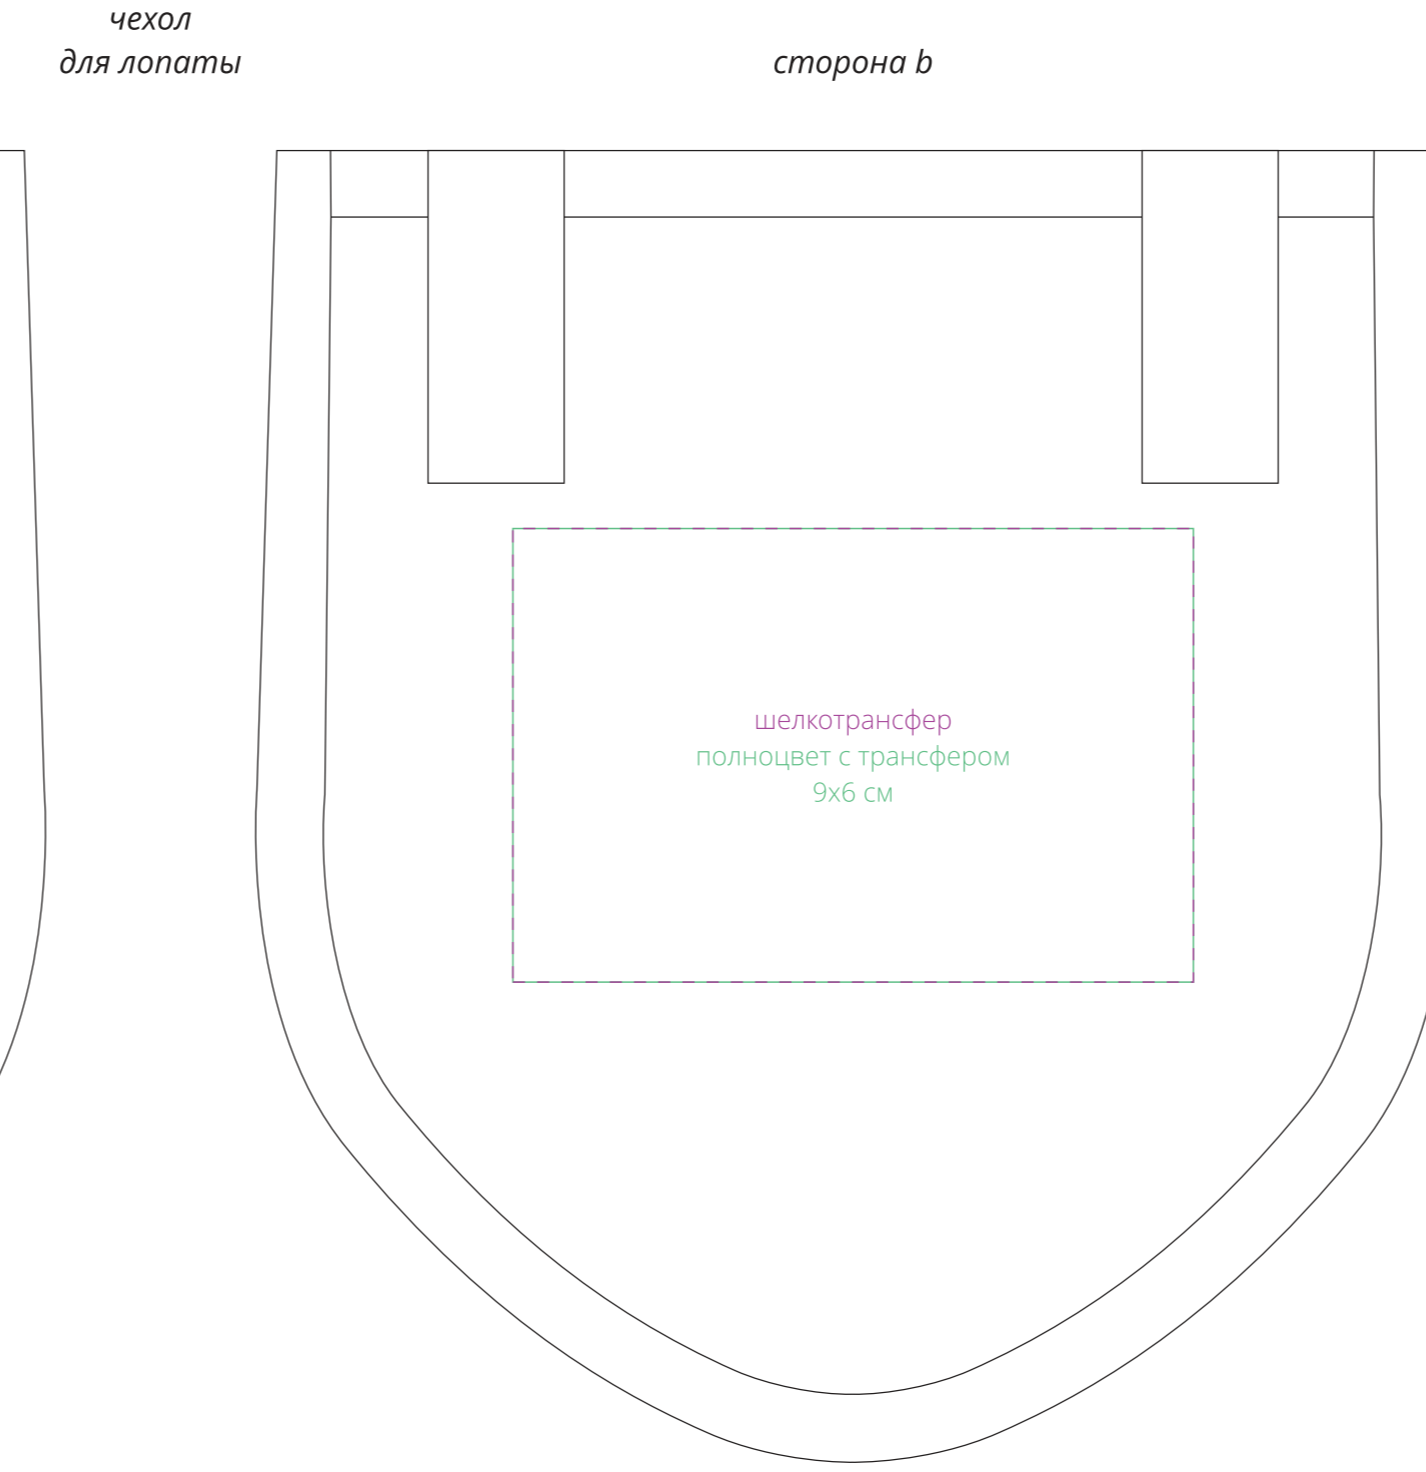 чехол
для лопаты
сторона b
шелкотрансфер
полноцвет с трансфером
9х6 см